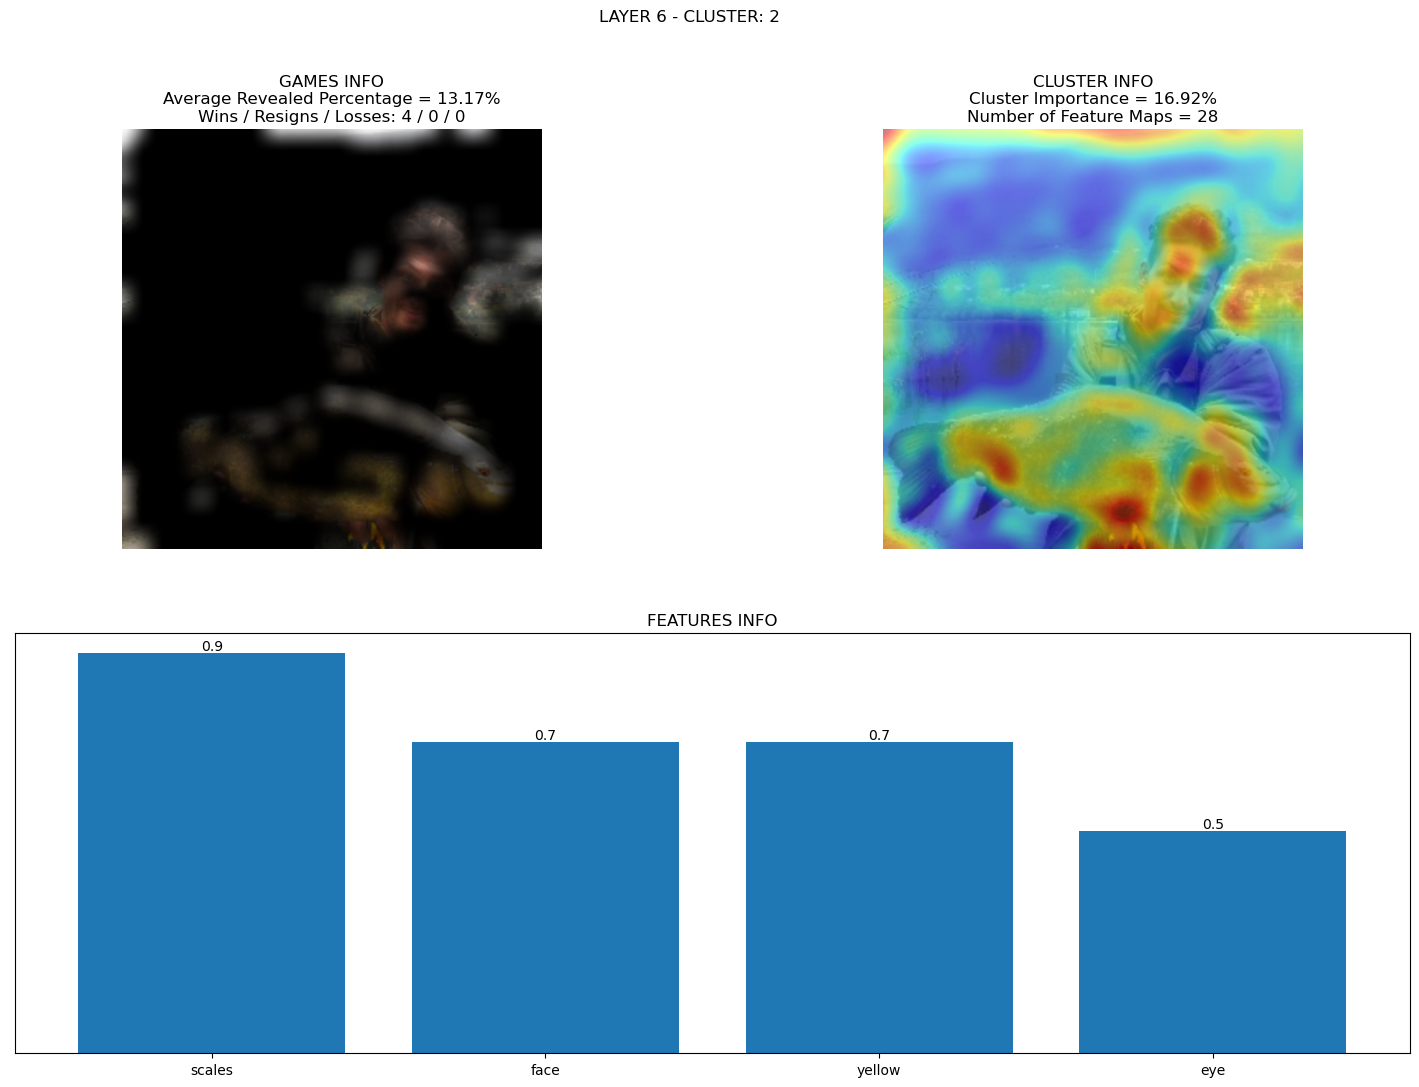 LAYER 6 - CLUSTER: 2
GAMES INFO
Average Revealed Percentage = 13.17%
Wins / Resigns / Losses: 4 / 0 / 0
CLUSTER INFO
Cluster Importance = 16.92%
Number of Feature Maps = 28
FEATURES INFO
0.9
0.7
0.7
0.5
scales
face
yellow
eye